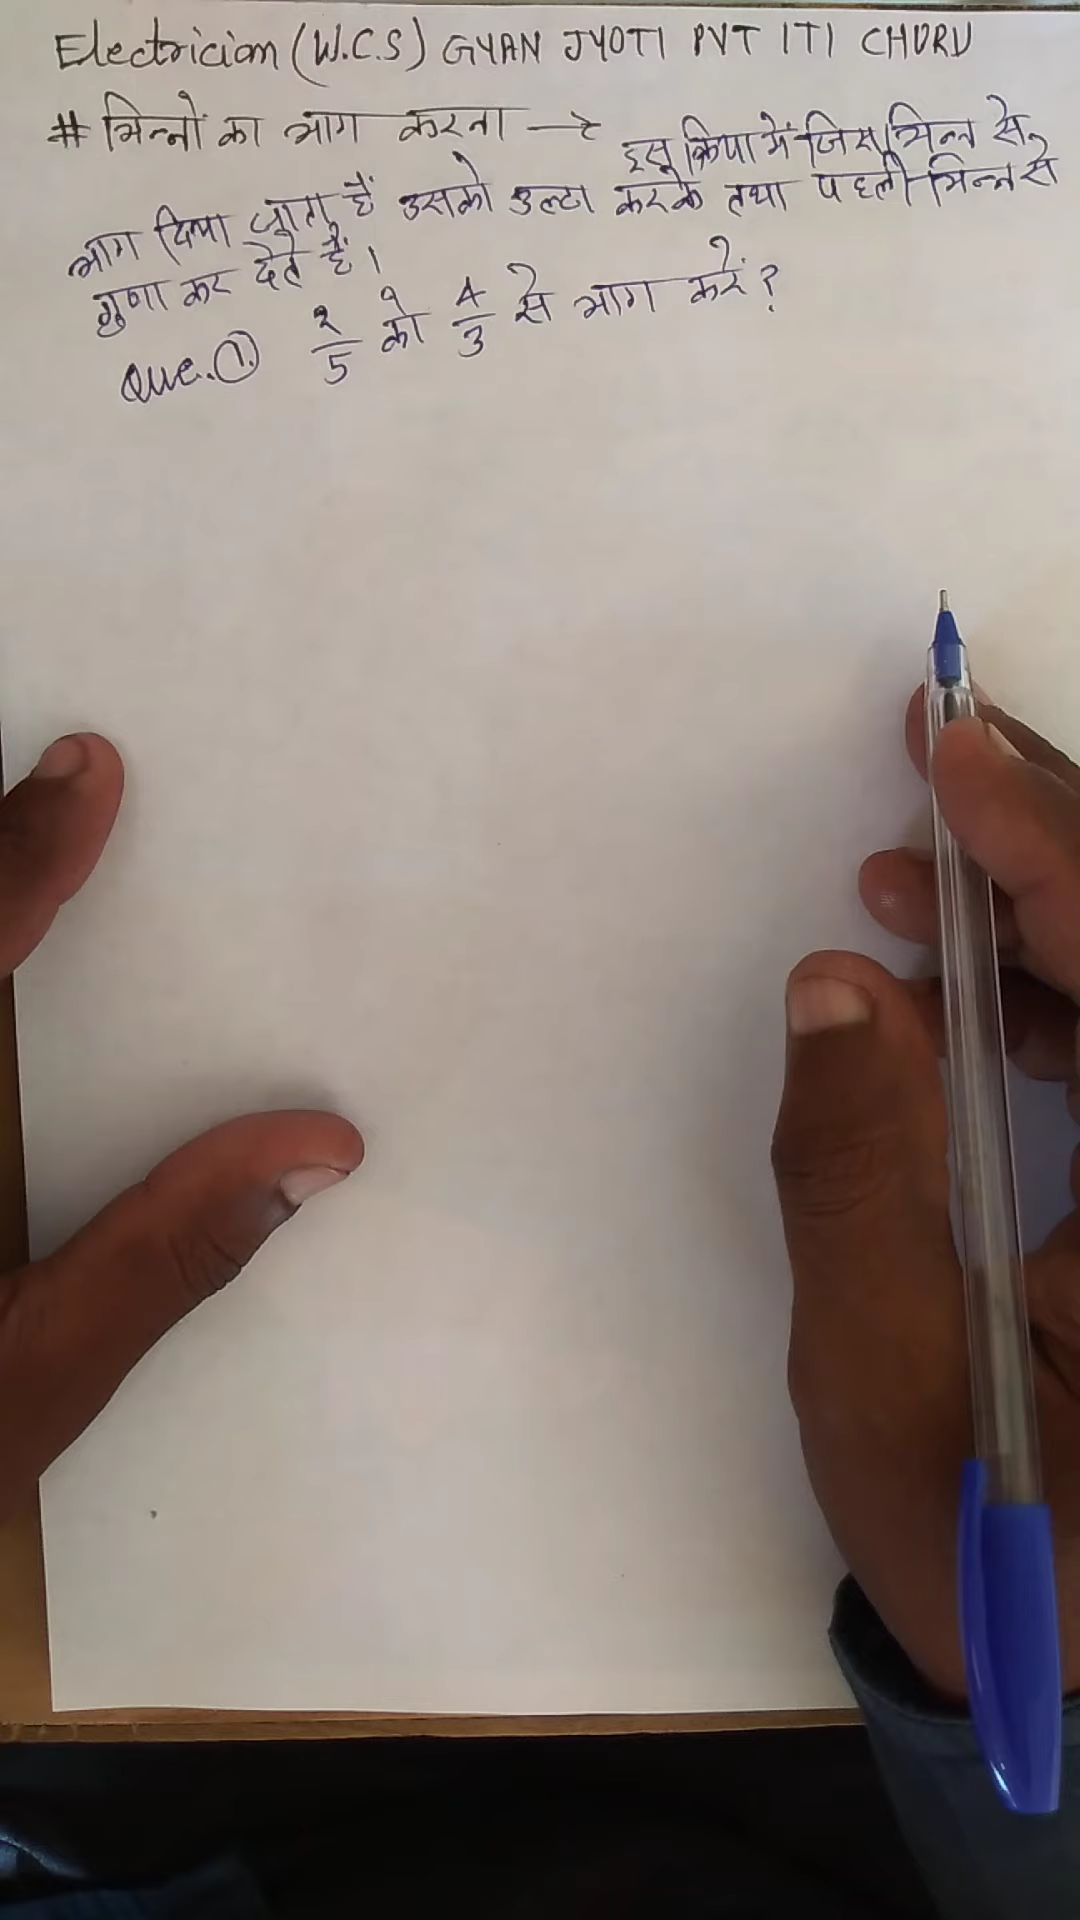 Electrician (W.C.S) GYAN JYOTI PVT ITI CHURU
# भिन्नों का भाग करना → इस क्रिया में जिस भिन्न से
भाग दिया जाता हैं उसको उल्टा करके तथा पहली भिन्न से
गुणा कर देते हैं।
Que.① 2/5 को 4/3 से भाग करें?